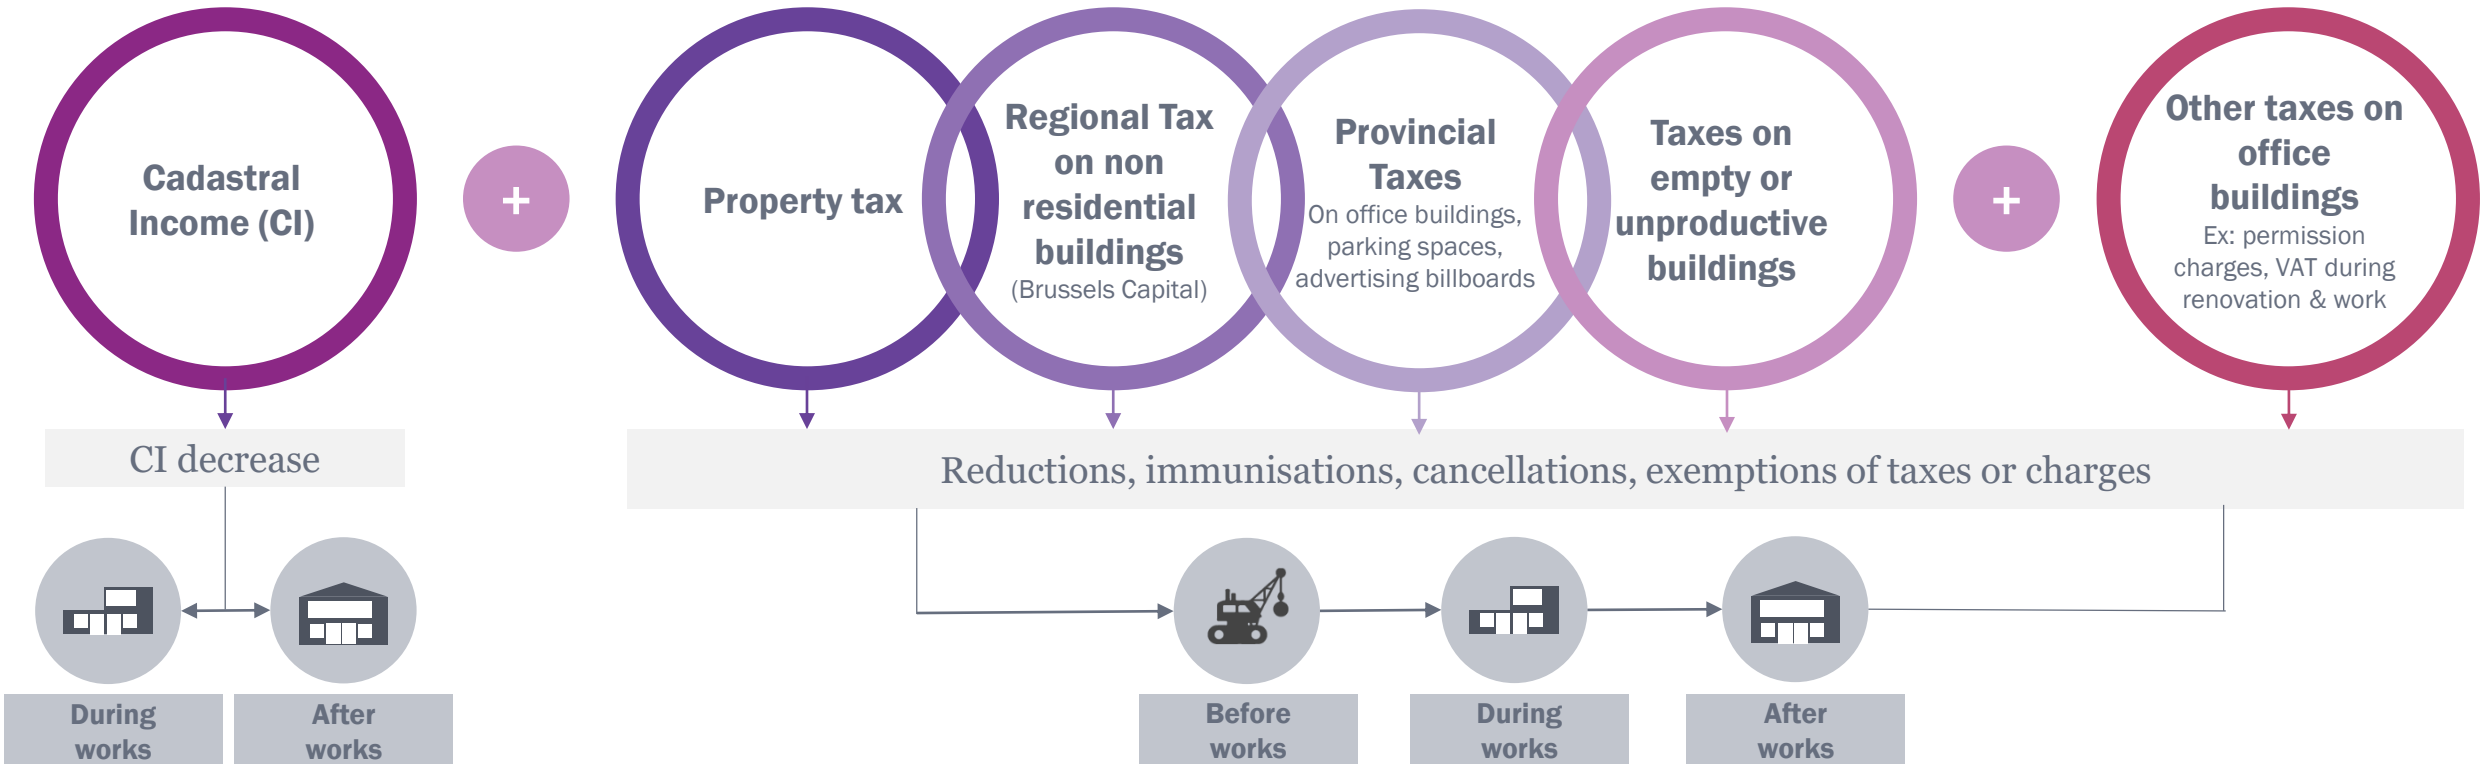 Cadastral
Income (CI)
+
Property tax
Regional Tax
on non
residential
buildings
(Brussels Capital)
Provincial
Taxes
On office buildings,
parking spaces,
advertising billboards
Taxes on
empty or
unproductive
buildings
+
Other taxes on
office
buildings
Ex: permission
charges, VAT during
renovation & work
CI decrease
Reductions, immunisations, cancellations, exemptions of taxes or charges
During
works
After
works
Before
works
During
works
After
works